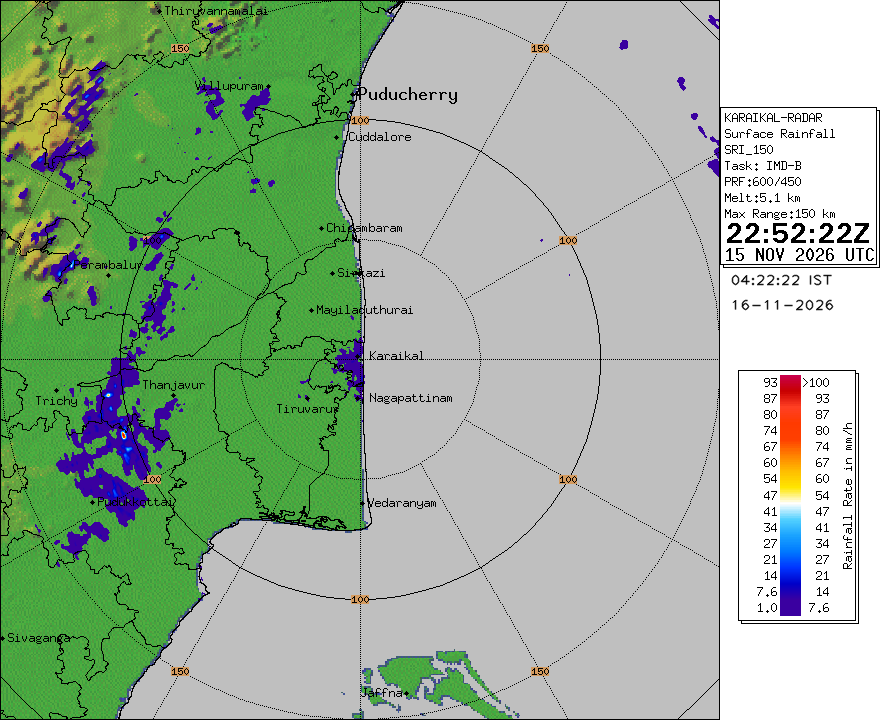 Thiruvannamalai
150
150
Villupuram
Puducherry
100
Cuddalore
Chidambaram
100
Perambalur
Sirkazi
Mayiladuthurai
Karaikal
Thanjavur
Trichy
Nagapattinam
Tiruvarur
100
100
Pudukkottai
Vedaranyam
100
Sivaganga
150
150
Jaffna
KARAIKAL-RADAR
Surface Rainfall
SRI_150
Task: IMD-B
PRF:600/450
Melt:5.1 km
Max Range:150 km
22:52:22Z
15 NOV 2026 UTC
04:22:22 IST
16-11-2026
93 >100
87 93
80 87
74 80
67 74
60 67
54 60
47 54
41 47
34 41
27 34
21 27
14 21
7.6 14
1.0 7.6
Rainfall Rate in mm/h